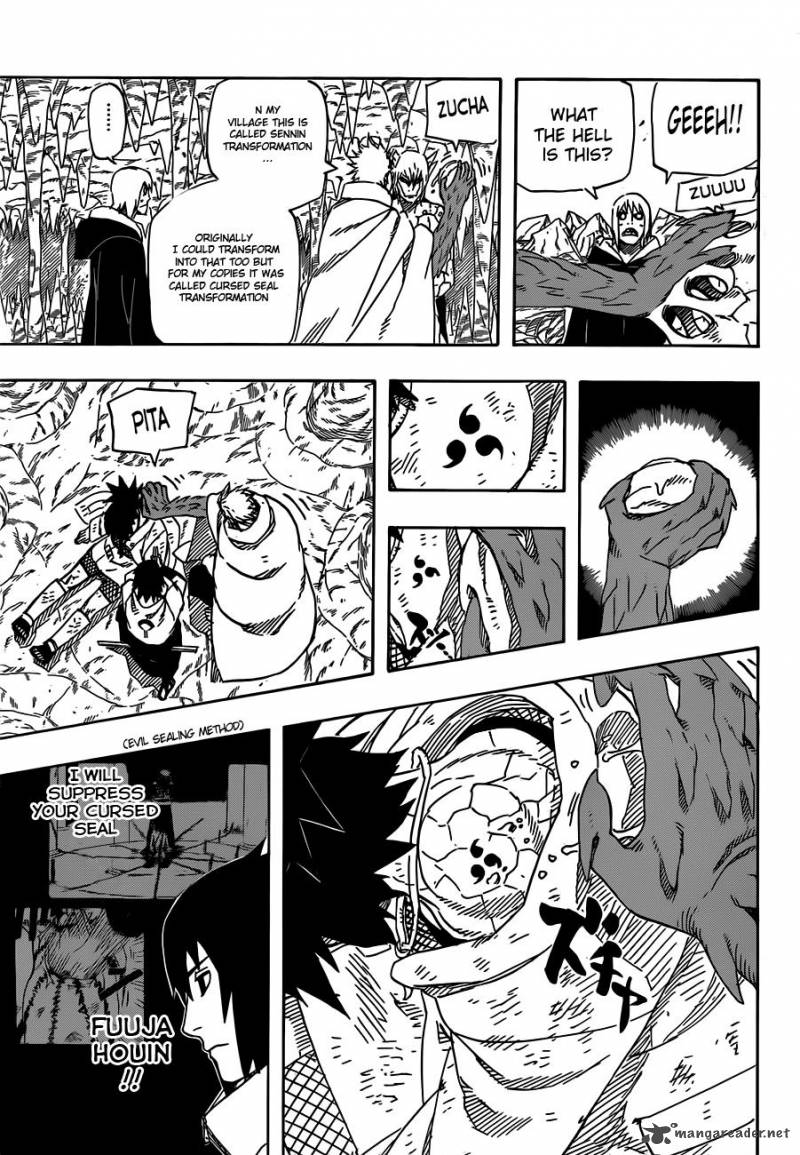 GEEEH!!
WHAT
THE HELL
IS THIS?
ZUUUU
ZUCHA
N MY
VILLAGE THIS IS
CALLED SENNIN
TRANSFORMATION
...
ORIGINALLY
I COULD TRANSFORM
INTO THAT TOO BUT
FOR MY COPIES IT WAS
CALLED CURSED SEAL
TRANSFORMATION
......
PITA
ズッ
ズチャ
(EVIL SEALING METHOD)
I WILL
SUPPRESS
YOUR CURSED
SEAL
FUUJA
HOUIN
!!
mangareader.net